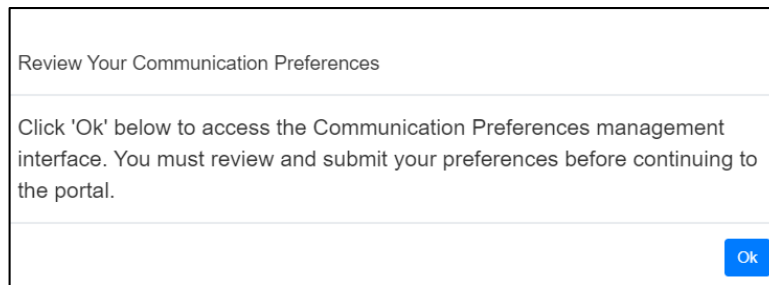 Review Your Communication Preferences
Click 'Ok' below to access the Communication Preferences management
interface. You must review and submit your preferences before continuing to
the portal.
Ok